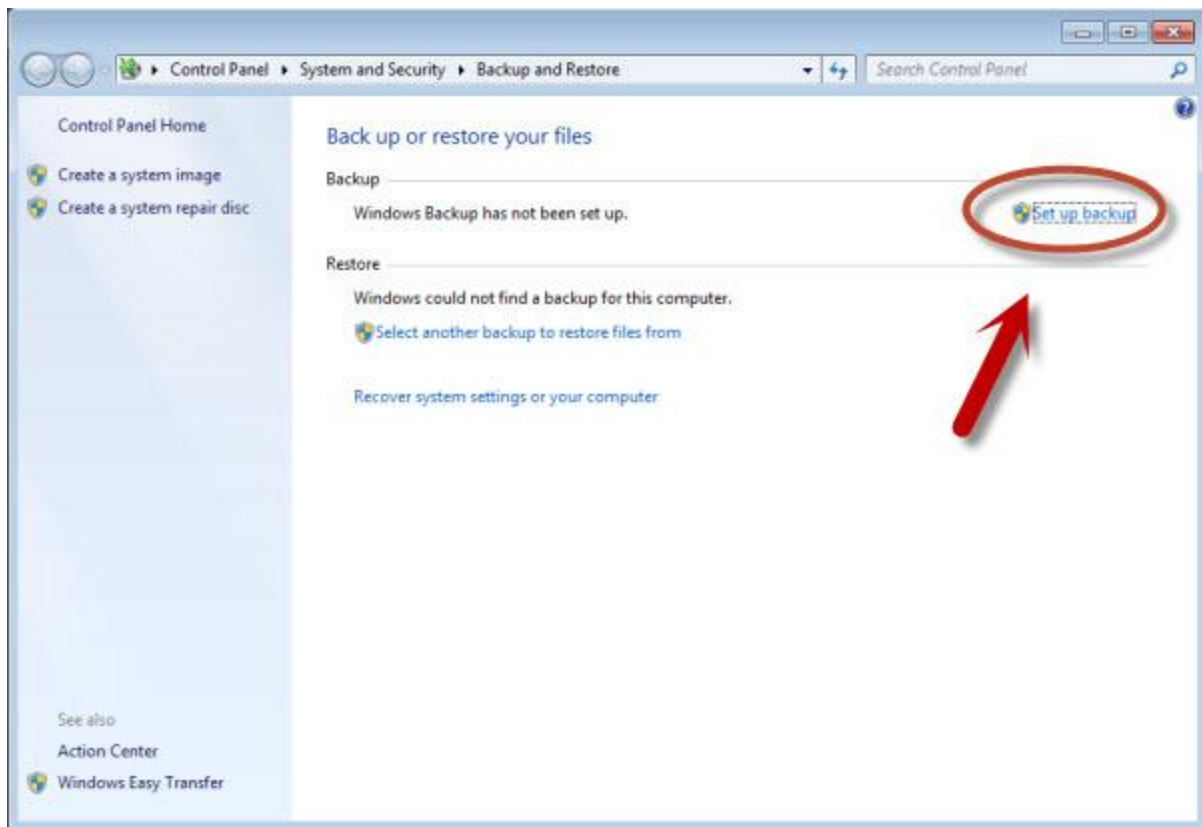 Control Panel ▸ System and Security ▸ Backup and Restore
Search Control Panel
Control Panel Home
Create a system image
Create a system repair disc
Back up or restore your files
Backup
Windows Backup has not been set up.
Set up backup
Restore
Windows could not find a backup for this computer.
Select another backup to restore files from
Recover system settings or your computer
See also
Action Center
Windows Easy Transfer